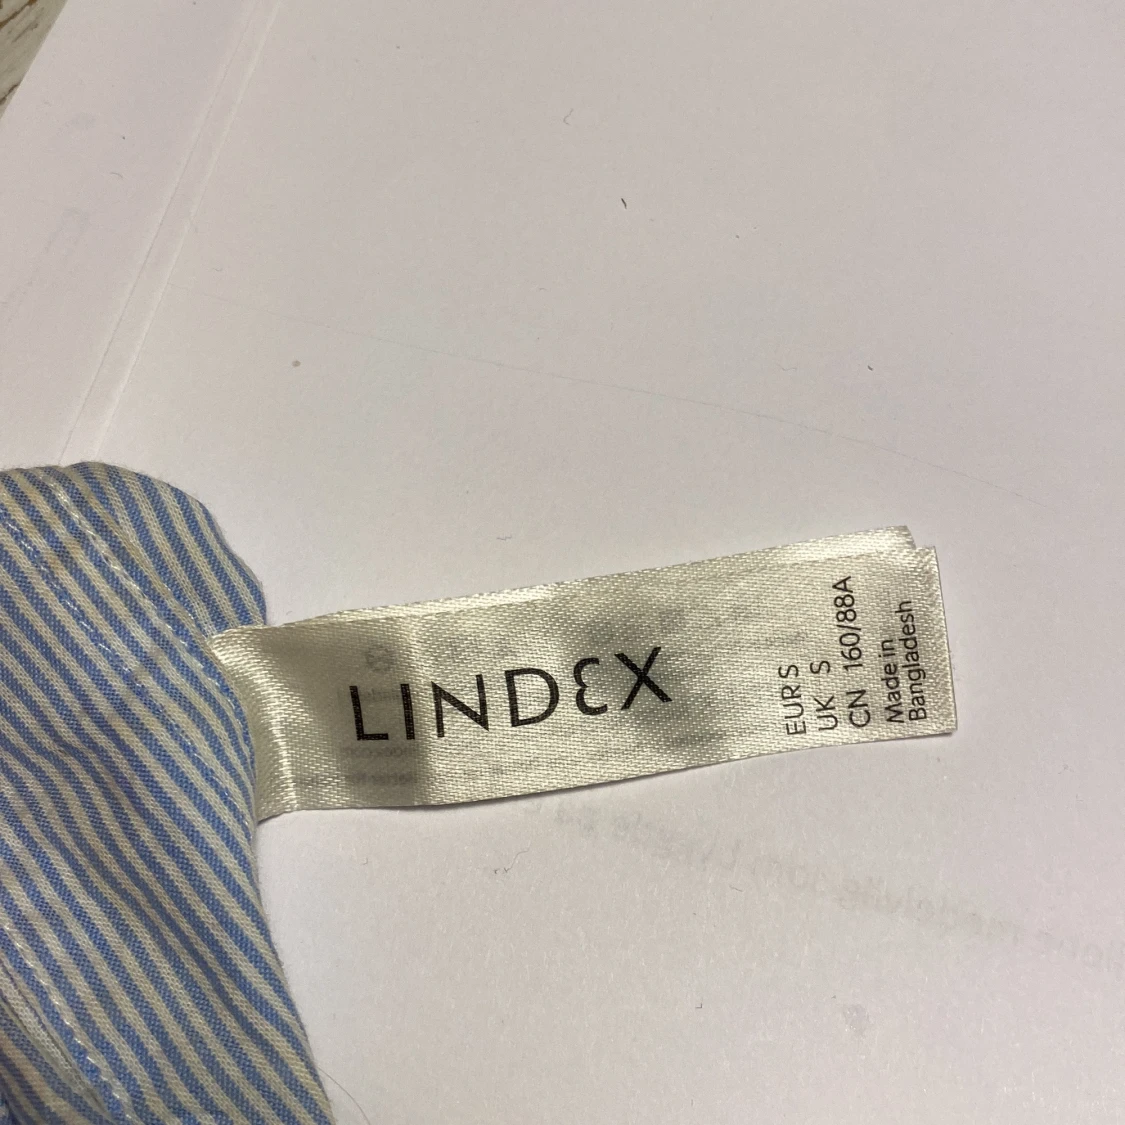 LINDEX
EUR S
UK S
CN 160/88A
Made in
Bangladesh